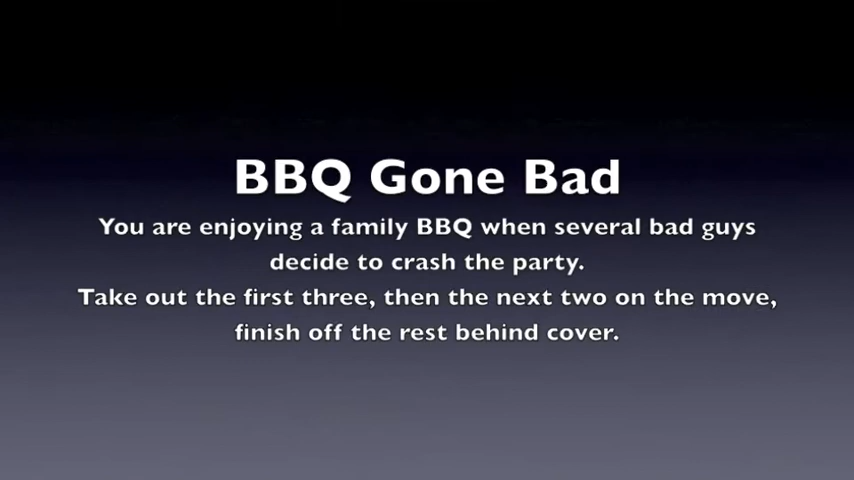 BBQ Gone Bad
You are enjoying a family BBQ when several bad guys
decide to crash the party.
Take out the first three, then the next two on the move,
finish off the rest behind cover.